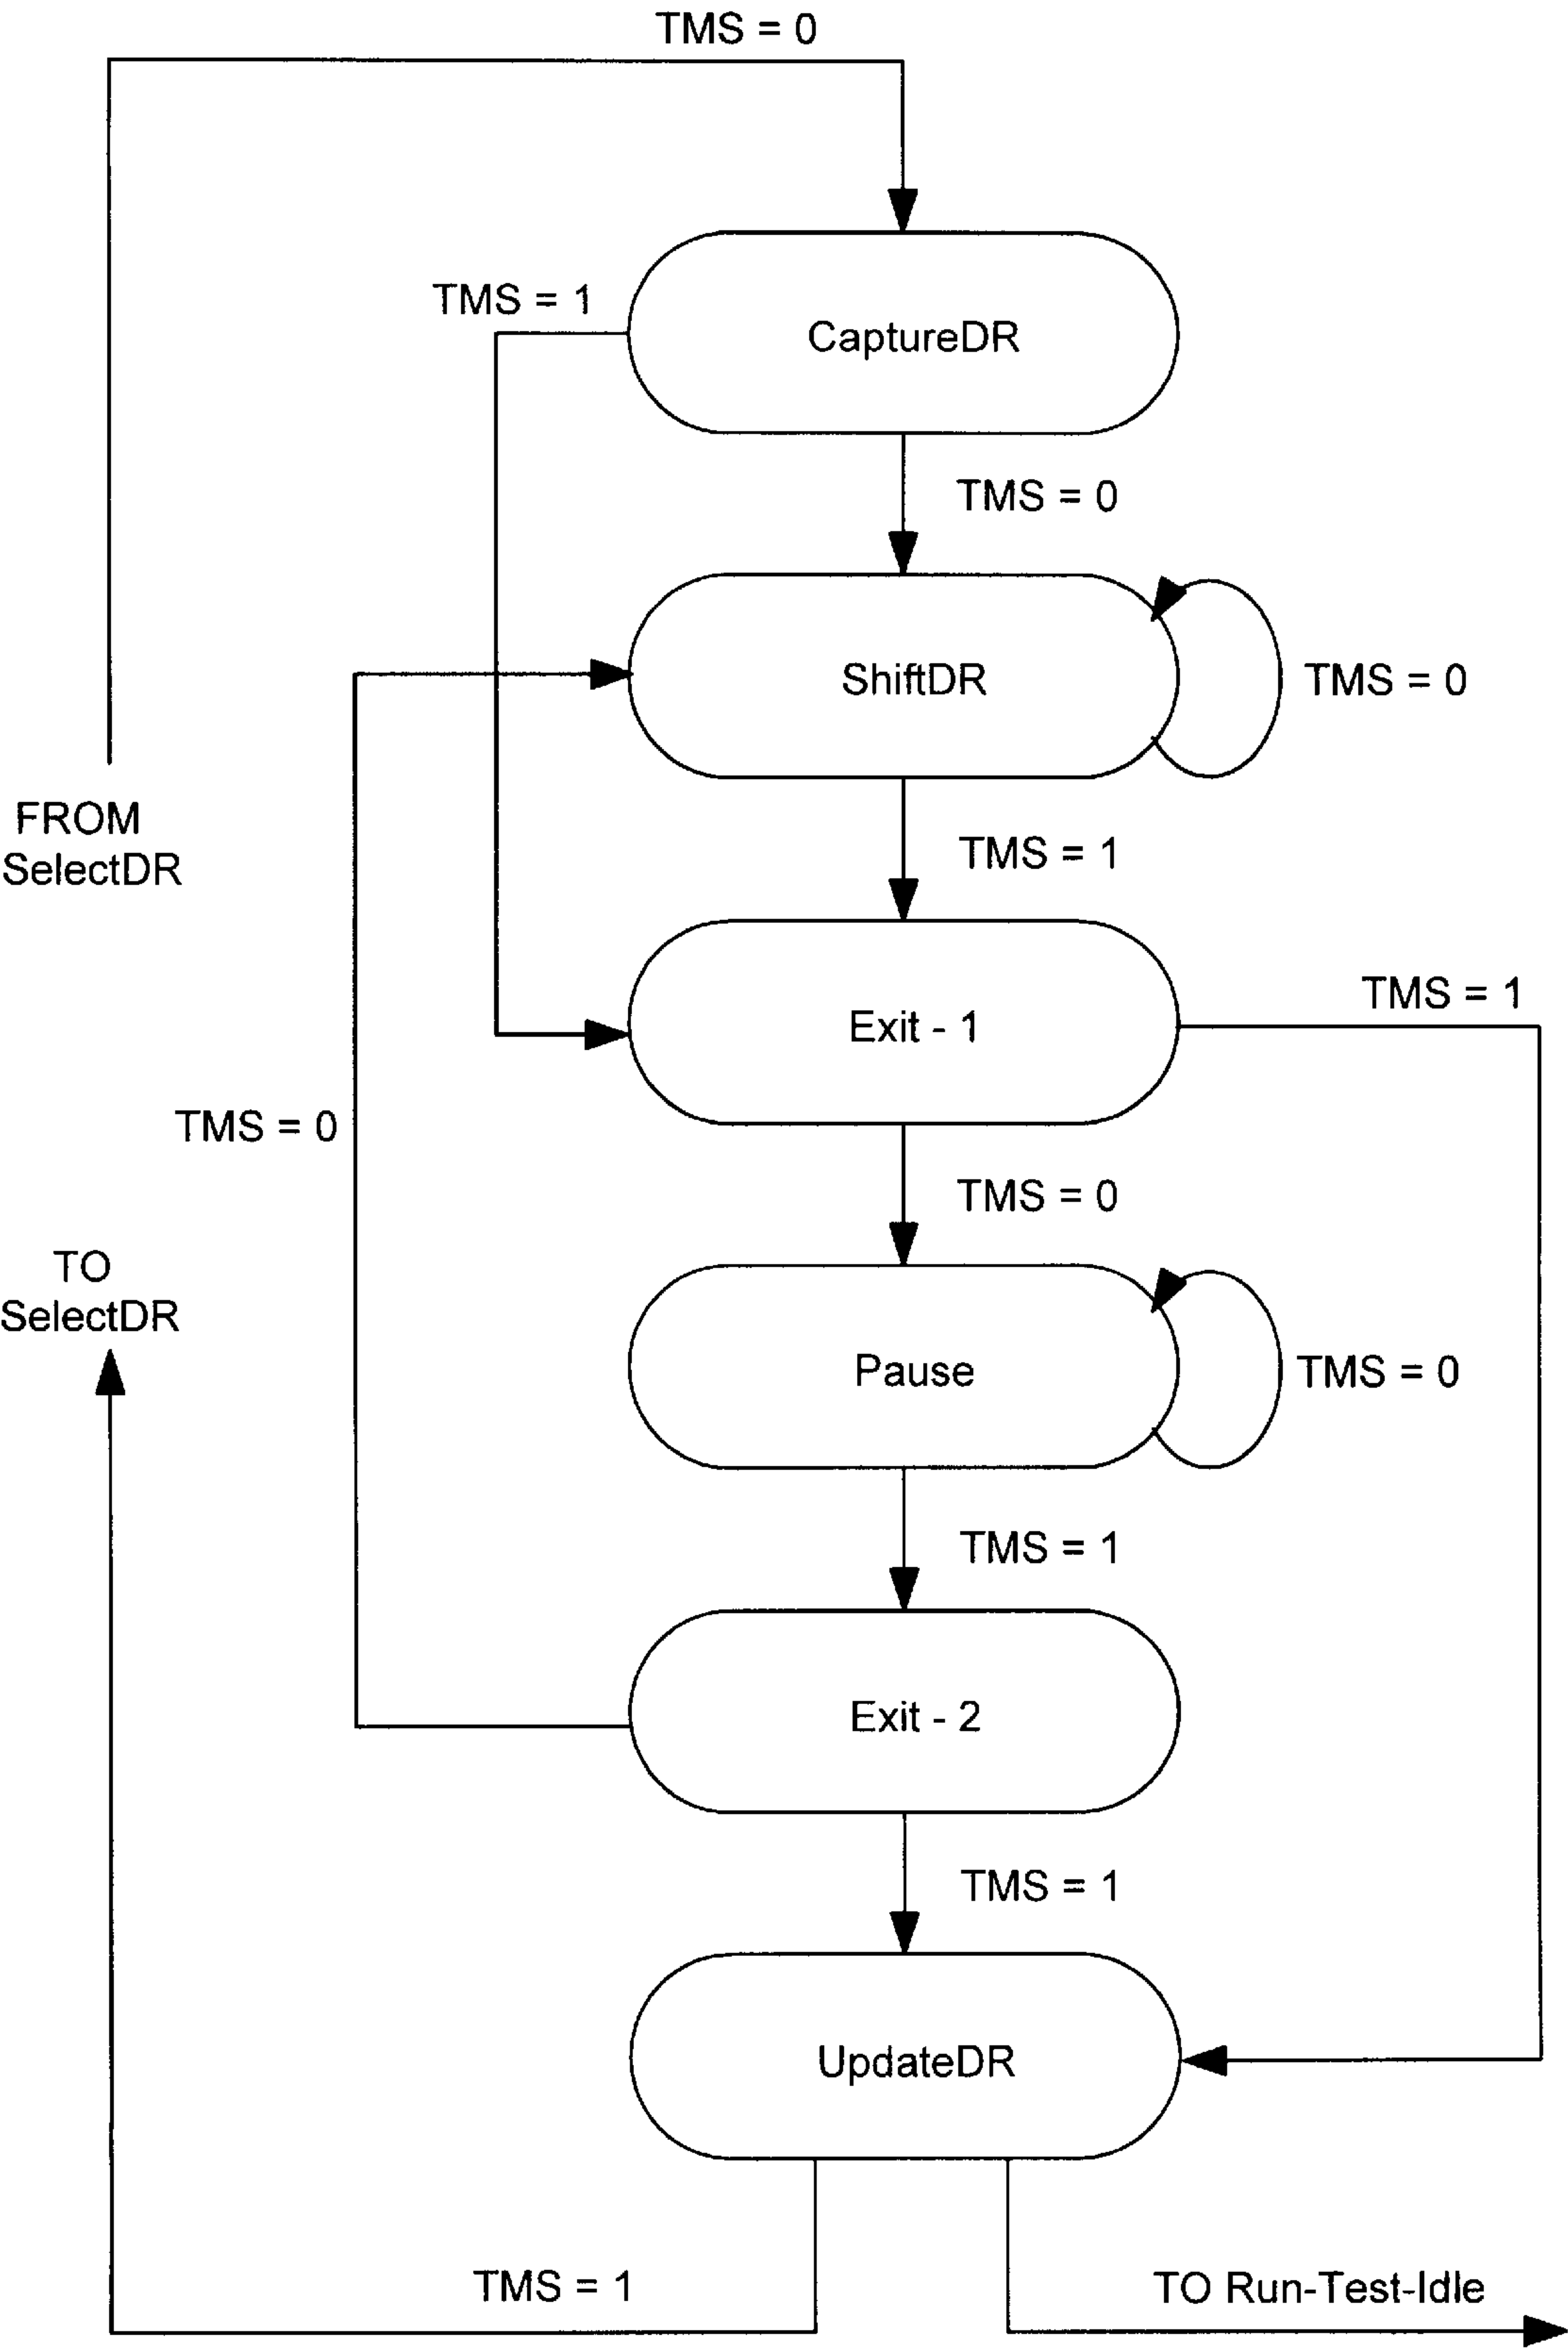 TMS = 0
TMS = 1
CaptureDR
TMS = 0
ShiftDR
TMS = 0
FROM
SelectDR
TMS = 1
TMS = 1
Exit - 1
TMS = 0
TMS = 0
TO
SelectDR
Pause
TMS = 0
TMS = 1
Exit - 2
TMS = 1
UpdateDR
TMS = 1
TO Run-Test-Idle